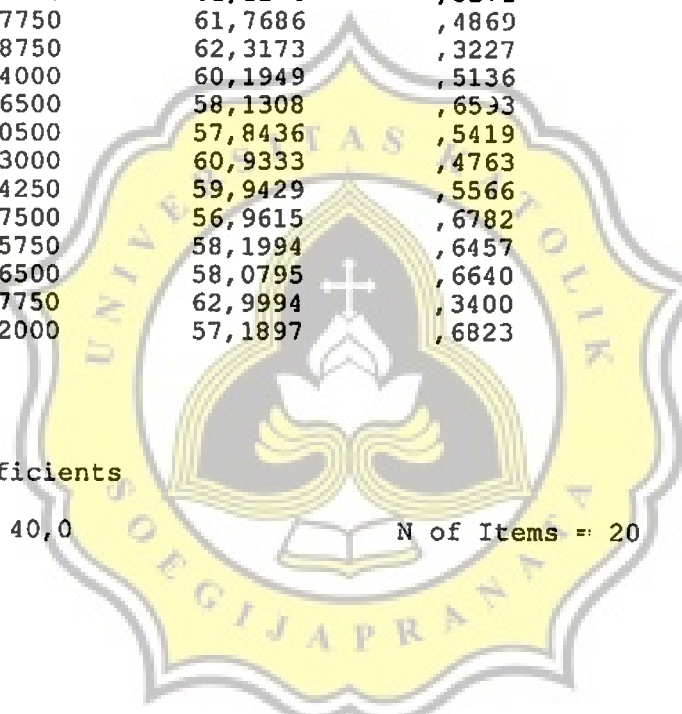 7750 61,7686 ,4869
8750 62,3173 ,3227
4000 60,1949 ,5136
6500 58,1308 ,6593
0500 57,8436 ,5419
3000 60,9333 ,4763
4250 59,9429 ,5566
7500 56,9615 ,6782
5750 58,1994 ,6457
6500 58,0795 ,6640
7750 62,9994 ,3400
2000 57,1897 ,6823
ficients
40,0 N of Items = 20
UNIVERSITAS KATOLIK
SOEGIJAPRANATA